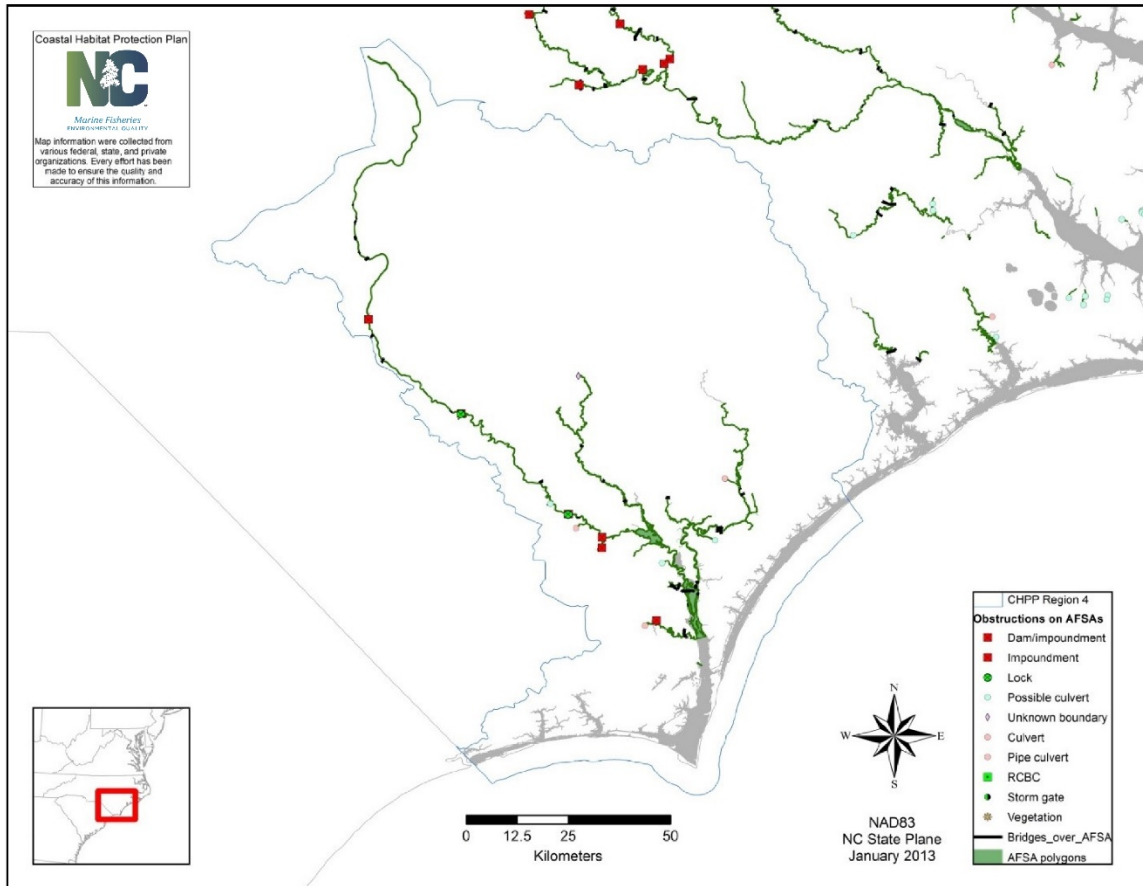 Coastal Habitat Protection Plan
NC
Marine Fisheries
ENVIRONMENTAL QUALITY
Map information were collected from
various federal, state, and private
organizations. Every effort has been
made to ensure the quality and
accuracy of this information.
CHPP Region 4
Obstructions on AFSAs
Dam/impoundment
Impoundment
Lock
Possible culvert
Unknown boundary
Culvert
Pipe culvert
RCBC
Storm gate
Vegetation
Bridges_over_AFSA
AFSA polygons
N
W E
S
NAD83
NC State Plane
January 2013
0 12.5 25 50
Kilometers